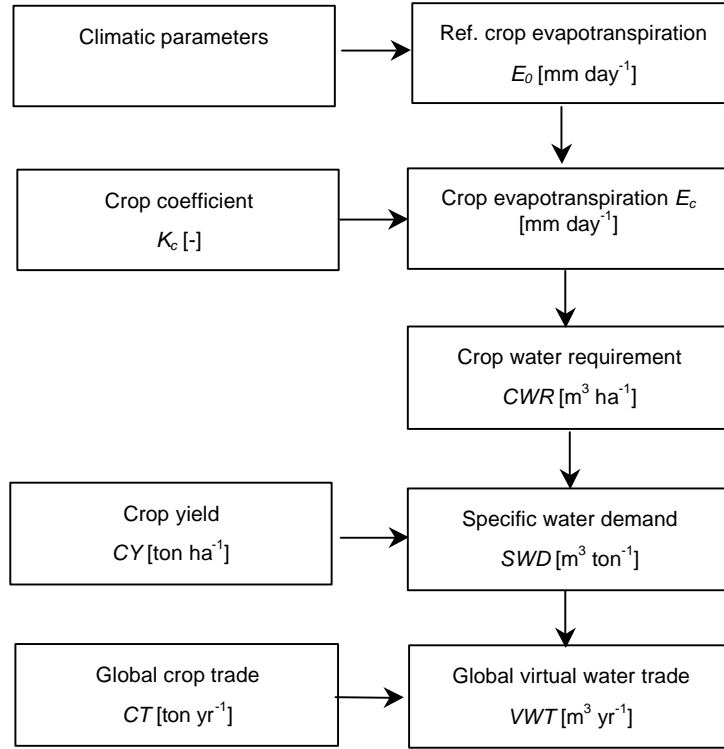 Climatic parameters
Ref. crop evapotranspiration
E₀ [mm day⁻¹]
Crop coefficient
K꜀ [-]
Crop evapotranspiration E꜀
[mm day⁻¹]
Crop water requirement
CWR [m³ ha⁻¹]
Crop yield
CY [ton ha⁻¹]
Specific water demand
SWD [m³ ton⁻¹]
Global crop trade
CT [ton yr⁻¹]
Global virtual water trade
VWT [m³ yr⁻¹]